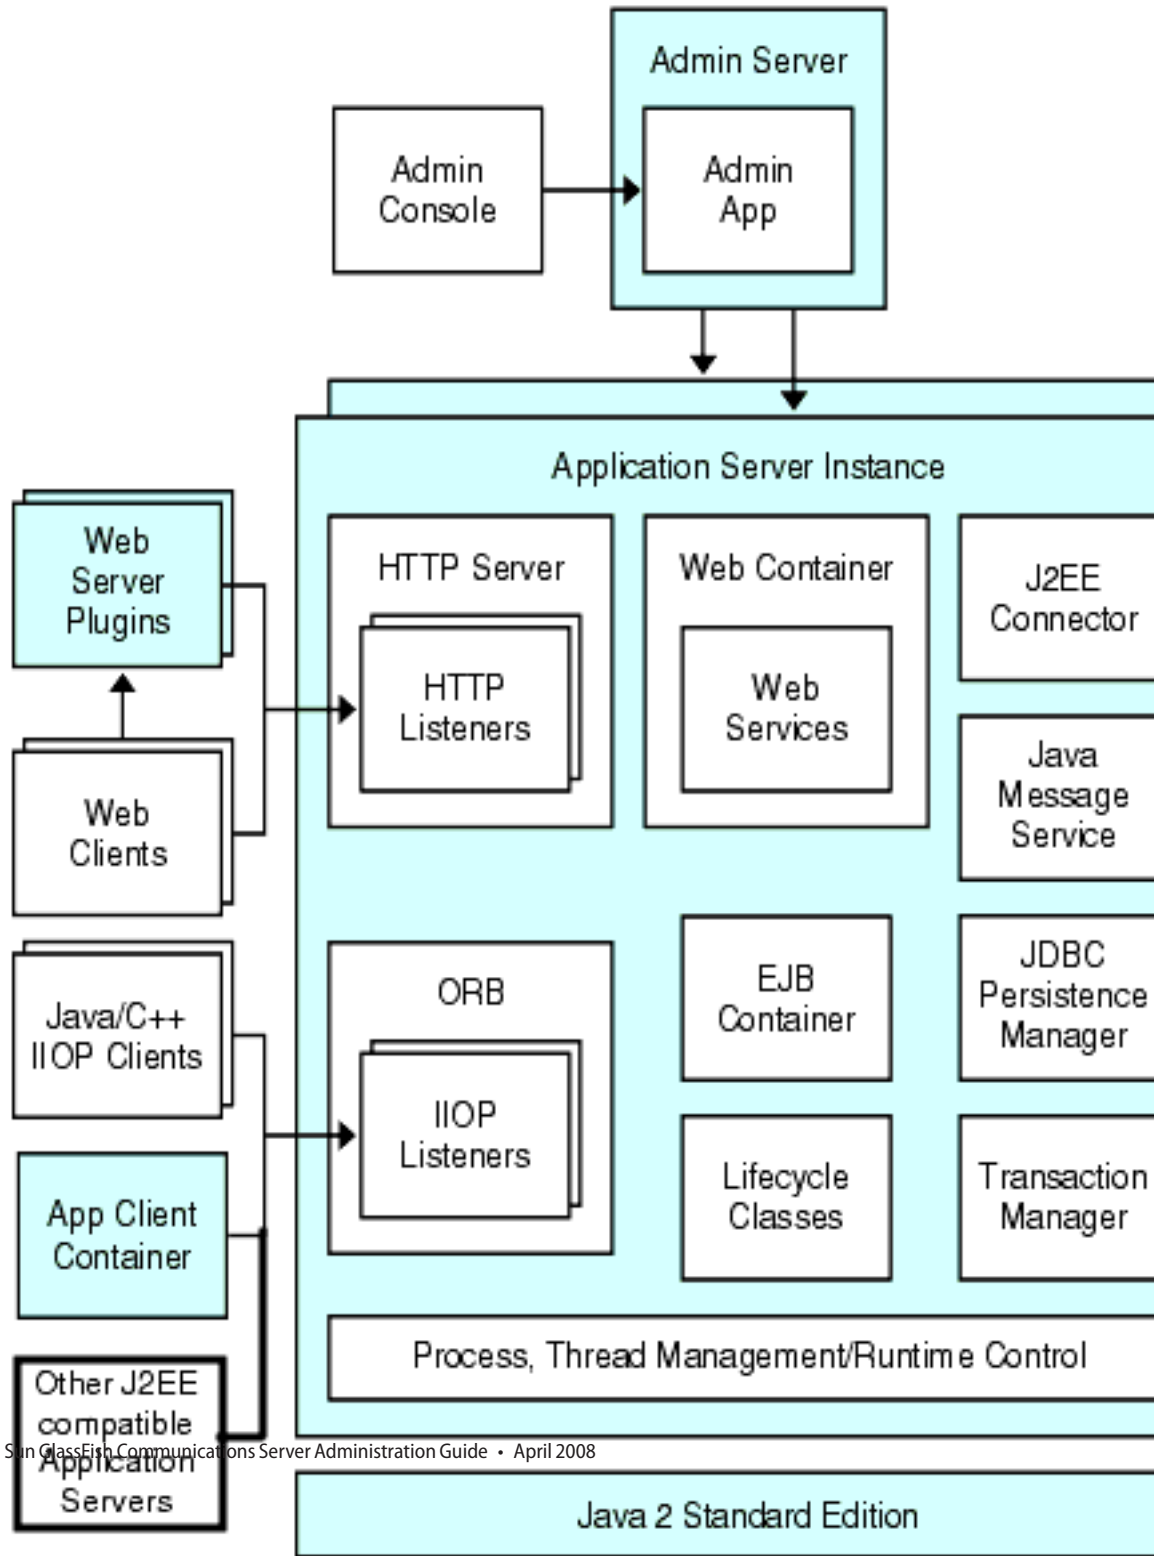 Admin Server
Admin
Console
Admin
App
Application Server Instance
Web
Server
Plugins
HTTP Server
HTTP
Listeners
Web Container
Web
Services
J2EE
Connector
Java
Message
Service
Web
Clients
Java/C++
IIOP Clients
ORB
IIOP
Listeners
EJB
Container
JDBC
Persistence
Manager
App Client
Container
Lifecycle
Classes
Transaction
Manager
Process, Thread Management/Runtime Control
Other J2EE
compatible
Application
Servers
Sun GlassFish Communications Server Administration Guide • April 2008
Java 2 Standard Edition